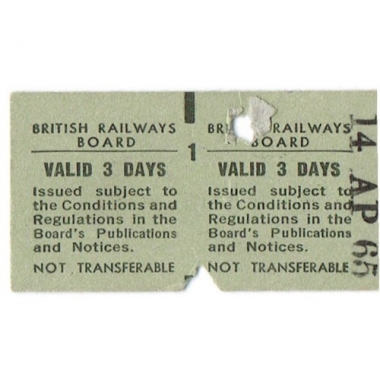 BRITISH RAILWAYS
BOARD
VALID 3 DAYS
Issued subject to
the Conditions and
Regulations in the
Board's Publications
and Notices.
NOT TRANSFERABLE
1
BRITISH RAILWAYS
BOARD
VALID 3 DAYS
Issued subject to
the Conditions and
Regulations in the
Board's Publications
and Notices.
NOT TRANSFERABLE
14 AP 65